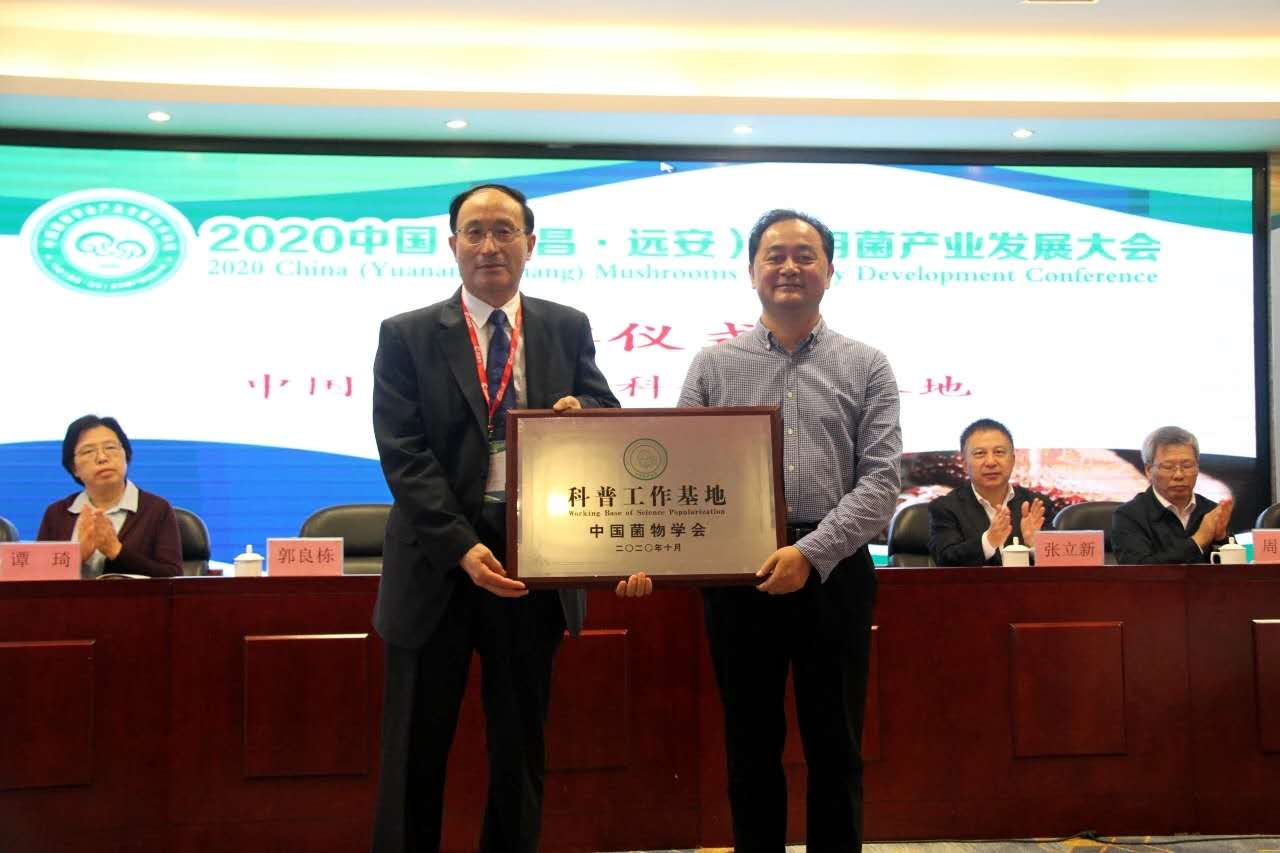 2020中国 昌·远安） 用菌产业发展大会
2020 China (Yuanan ang) Mushrooms y Development Conference
仪式
中国 科 地
科普工作基地
Working Base of Science Popularization
中国菌物学会
二〇二〇年十月
谭琦
郭良栋
张立新
周